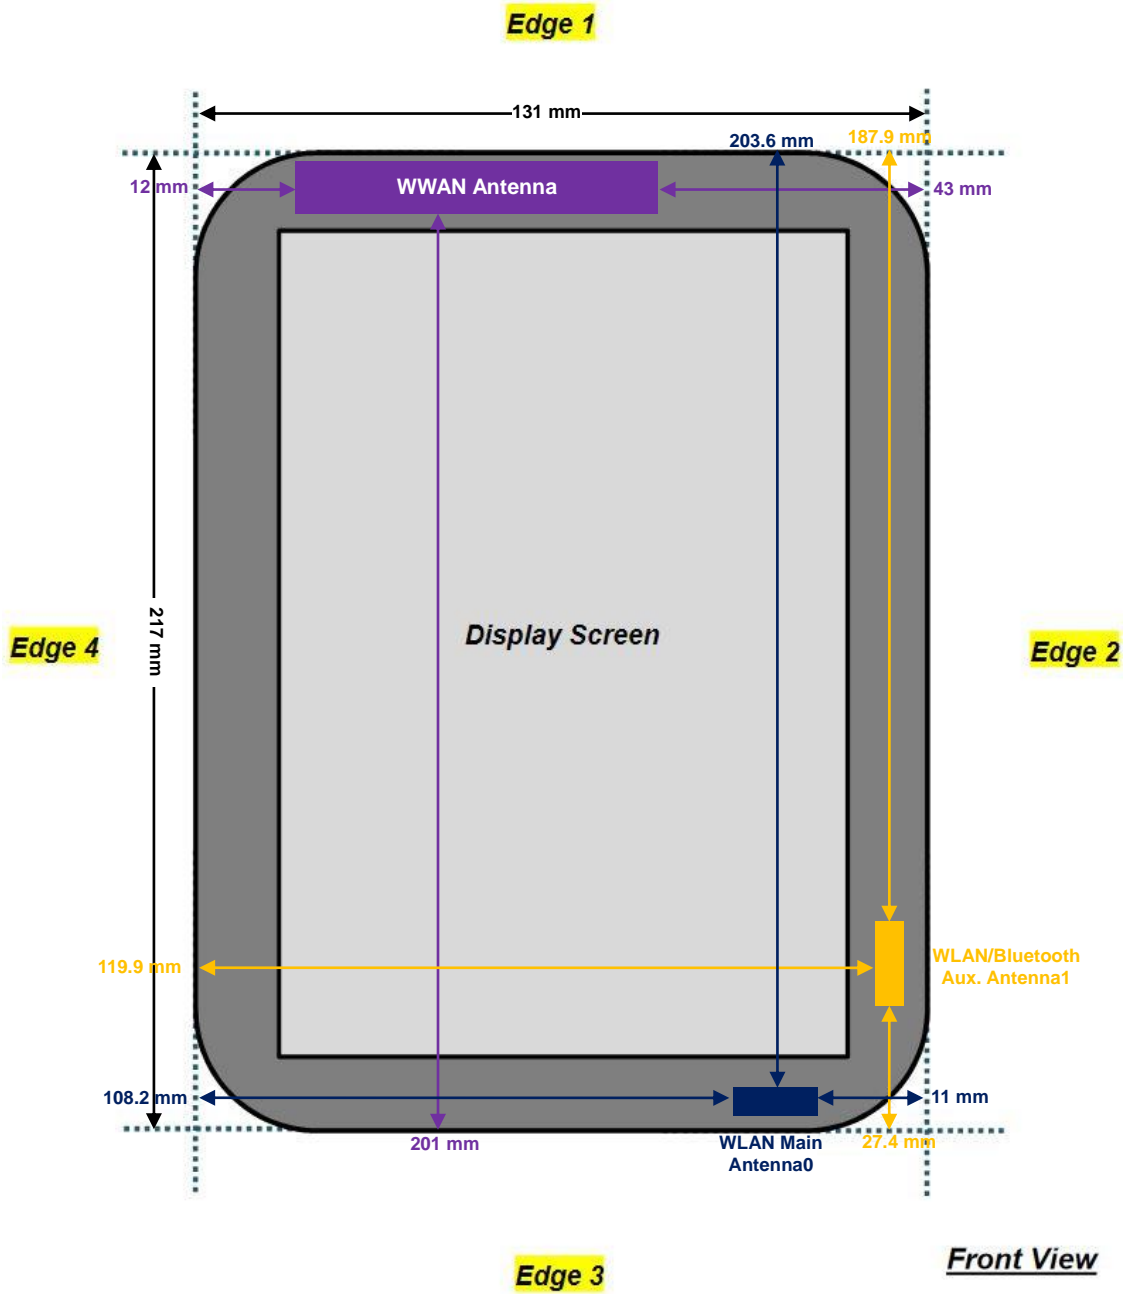 Edge 1
131 mm
203.6 mm
187.9 mm
12 mm
WWAN Antenna
43 mm
217 mm
Display Screen
Edge 4
Edge 2
119.9 mm
WLAN/Bluetooth
Aux. Antenna1
108.2 mm
11 mm
201 mm
WLAN Main
Antenna0
27.4 mm
Front View
Edge 3